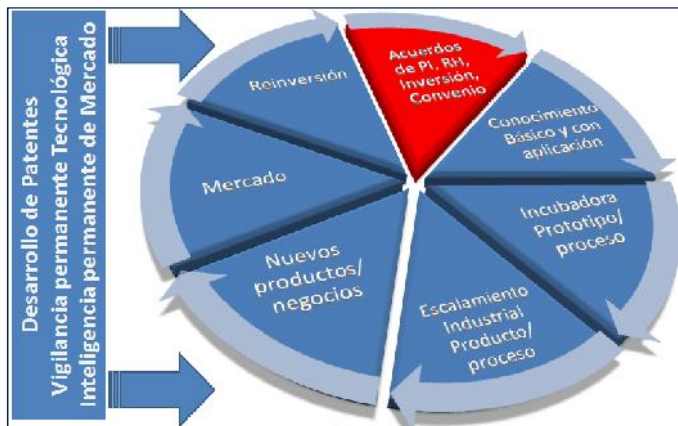 Desarrollo de Patentes
Vigilancia permanente Tecnológica
Inteligencia permanente de Mercado
Acuerdos
de PI, RH,
Inversión,
Convenio
Conocimiento
Básico y con
aplicación
Incubadora
Prototipo/
proceso
Escalamiento
Industrial
Producto/
proceso
Nuevos
productos/
negocios
Mercado
Reinversión